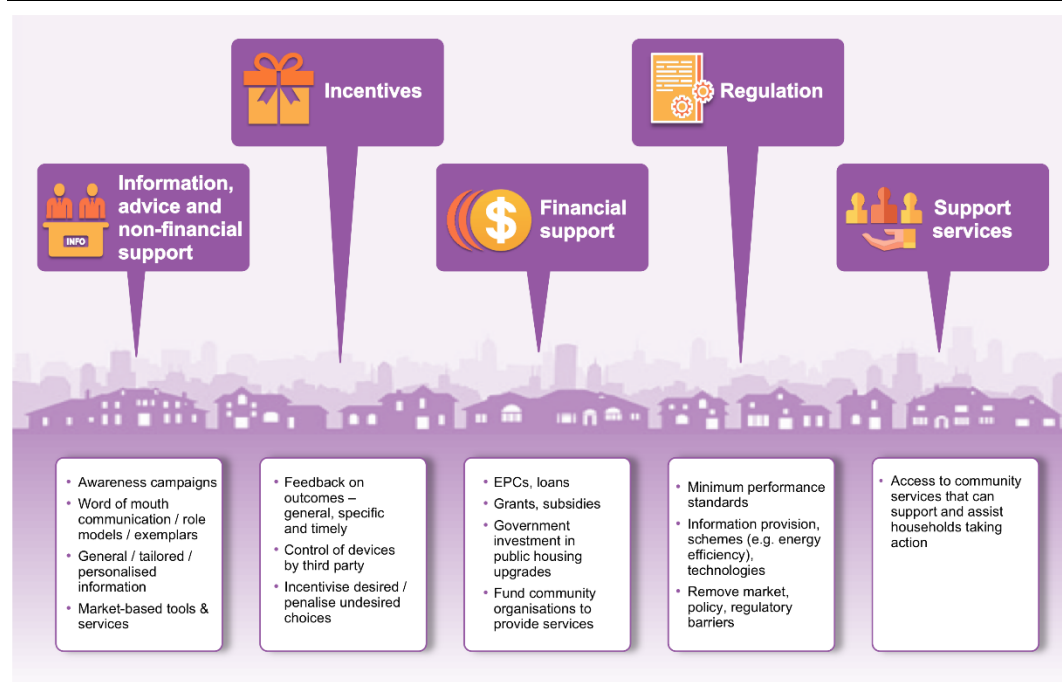 Incentives
Regulation
Information,
advice and
non-financial
support
INFO
$
Financial
support
Support
services
• Awareness campaigns
• Word of mouth
communication / role
models / exemplars
• General / tailored /
personalised
information
• Market-based tools &
services
• Feedback on
outcomes –
general, specific
and timely
• Control of devices
by third party
• Incentivise desired /
penalise undesired
choices
• EPCs, loans
• Grants, subsidies
• Government
investment in
public housing
upgrades
• Fund community
organisations to
provide services
• Minimum performance
standards
• Information provision,
schemes (e.g. energy
efficiency),
technologies
• Remove market,
policy, regulatory
barriers
• Access to community
services that can
support and assist
households taking
action